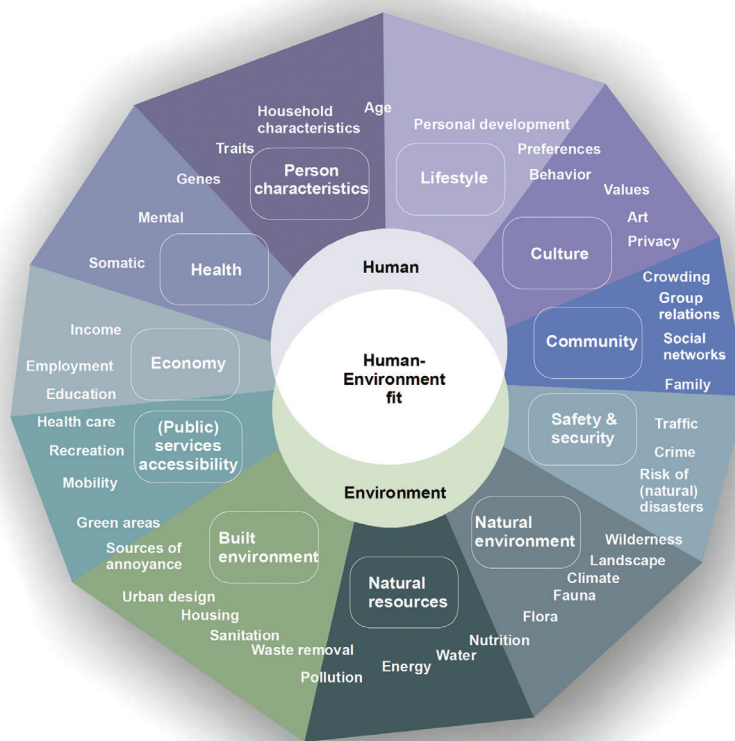 Age
Household
characteristics
Traits
Person
characteristics
Personal development
Preferences
Behavior
Lifestyle
Values
Art
Privacy
Culture
Crowding
Group
relations
Social
networks
Family
Community
Traffic
Crime
Risk of
(natural)
disasters
Safety &
security
Wilderness
Landscape
Climate
Fauna
Flora
Nutrition
Natural
environment
Water
Energy
Natural
resources
Pollution
Waste removal
Sanitation
Housing
Urban design
Sources of
annoyance
Green areas
Built
environment
Mobility
Recreation
Health care
(Public)
services
accessibility
Education
Employment
Income
Economy
Somatic
Mental
Genes
Health
Human
Human-
Environment
fit
Environment